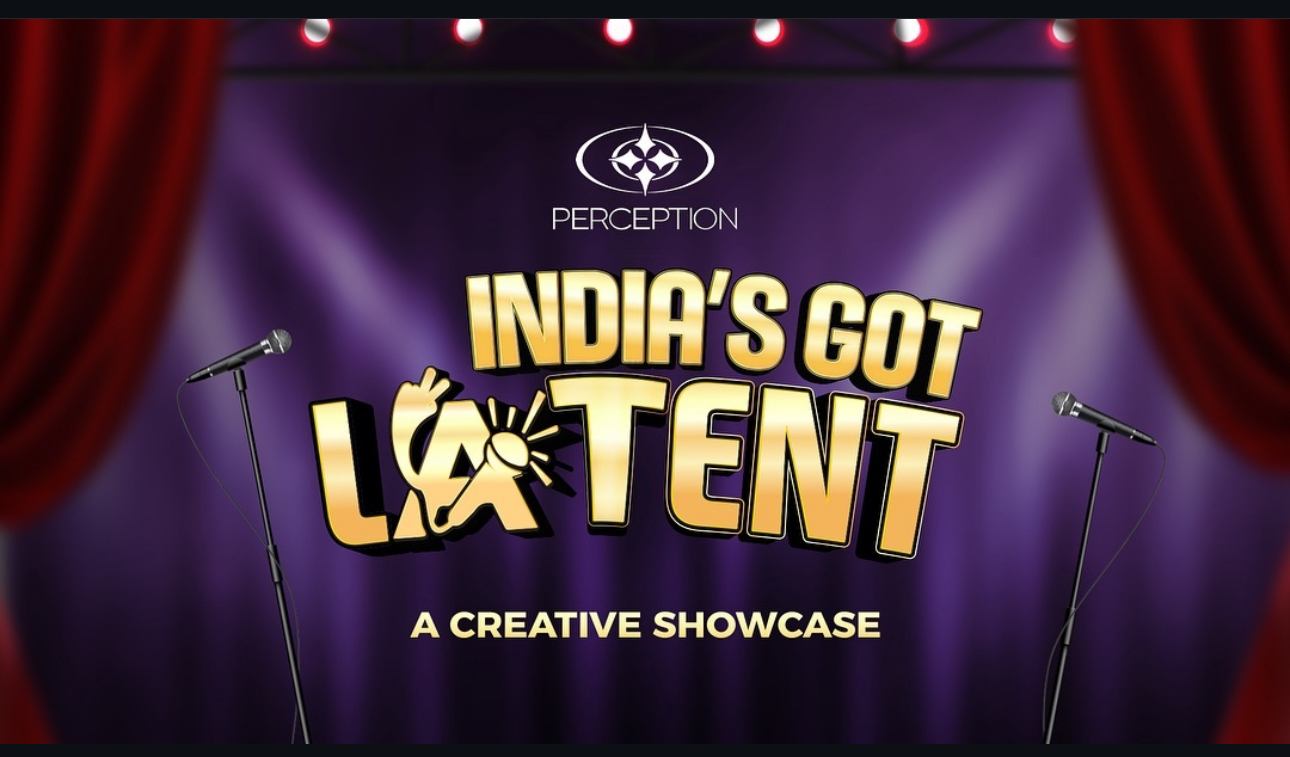 PERCEPTION
INDIA'S GOT
LATENT
A CREATIVE SHOWCASE